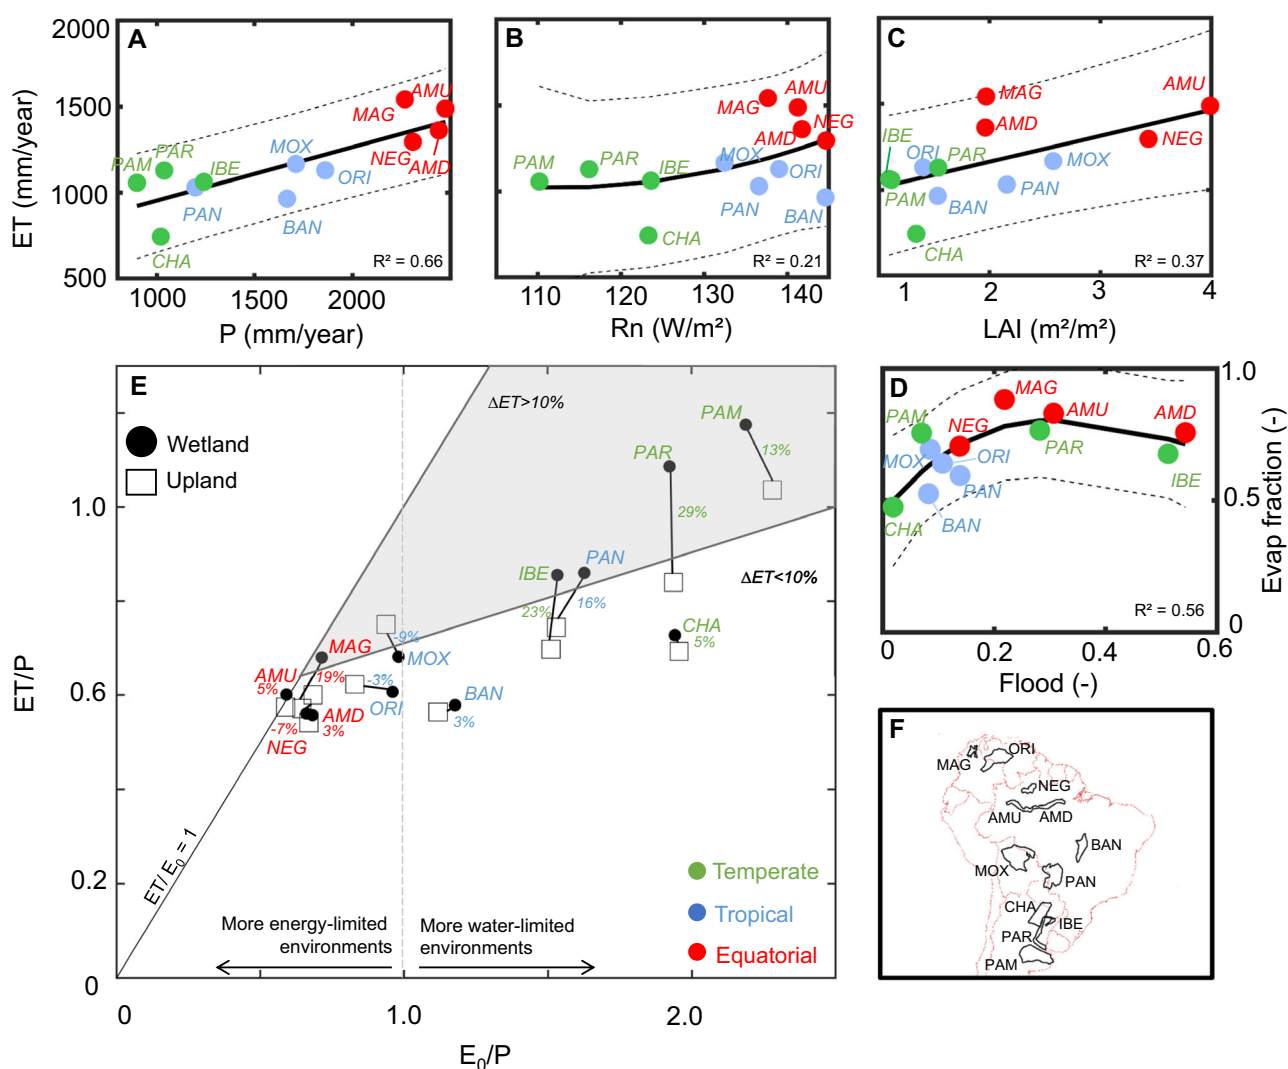 A
2000
1500
1000
500
ET (mm/year)
AMU
MAG
PAR
PAM
IBE
MOX
NEG
AMD
ORI
PAN
BAN
CHA
R² = 0.66
1000
2000
P (mm/year)
B
AMU
MAG
NEG
AMD
PAM
PAR
IBE
MOX
ORI
PAN
BAN
CHA
R² = 0.21
110
120
130
140
Rn (W/m²)
C
AMU
MAG
AMD
NEG
IBE
ORI
PAR
MOX
PAM
BAN
PAN
CHA
R² = 0.37
1
2
3
4
LAI (m²/m²)
E
Wetland
Upland
ΔET>10%
PAM
13%
PAR
29%
IBE
PAN
23%
16%
ΔET<10%
CHA
5%
-9%
MOX
MAG
19%
AMU
5%
-3%
ORI
BAN
3%
AMD
3%
-7%
NEG
ET/ E₀ = 1
Temperate
Tropical
Equatorial
More energy-limited
environments
More water-limited
environments
1.0
0.6
0.2
0
ET/P
0
1.0
2.0
E₀/P
D
MAG
AMU
AMD
PAM
NEG
MOX
ORI
PAR
PAN
IBE
BAN
CHA
R² = 0.56
1.0
0.5
0
Evap fraction (-)
0
0.2
0.4
0.6
Flood (-)
F
ORI
MAG
NEG
AMU
AMD
BAN
MOX
PAN
CHA
IBE
PAR
PAM